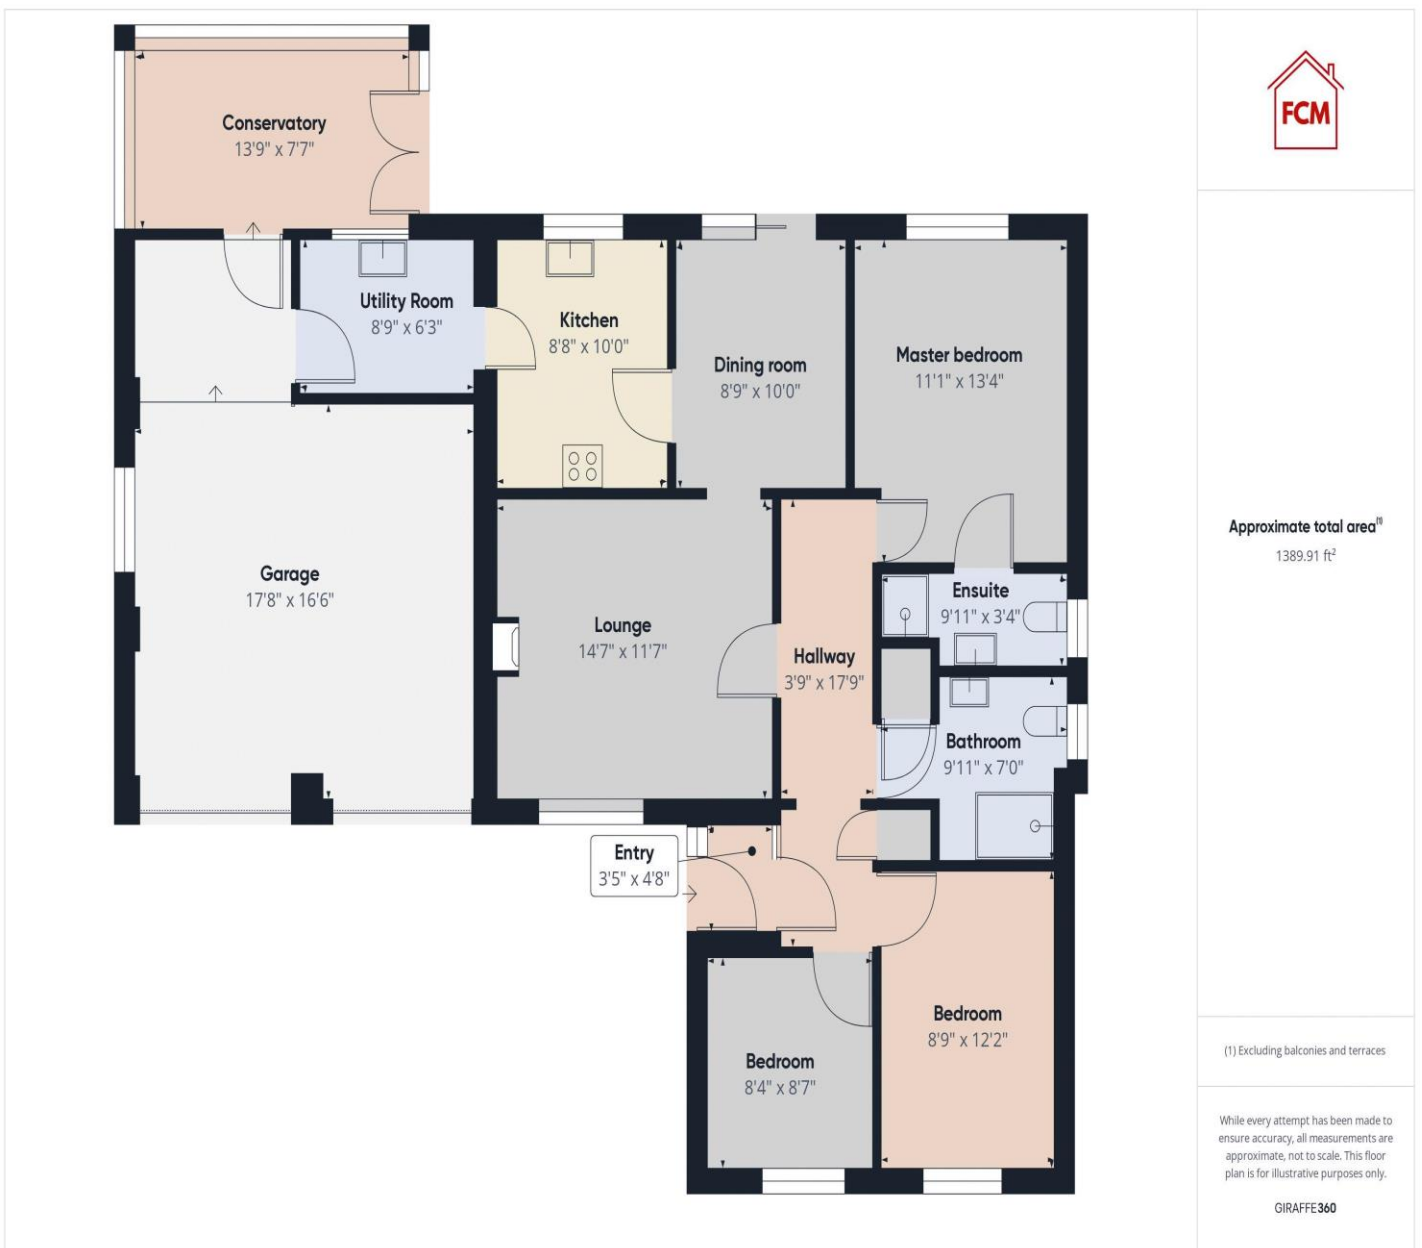 Conservatory
13'9" x 7'7"
Utility Room
8'9" x 6'3"
Kitchen
8'8" x 10'0"
Dining room
8'9" x 10'0"
Master bedroom
11'1" x 13'4"
Garage
17'8" x 16'6"
Lounge
14'7" x 11'7"
Hallway
3'9" x 17'9"
Ensuite
9'11" x 3'4"
Bathroom
9'11" x 7'0"
Entry
3'5" x 4'8"
Bedroom
8'4" x 8'7"
Bedroom
8'9" x 12'2"
FCM
Approximate total area(1)
1389.91 ft²
(1) Excluding balconies and terraces
While every attempt has been made to
ensure accuracy, all measurements are
approximate, not to scale. This floor
plan is for illustrative purposes only.
GIRAFFE360